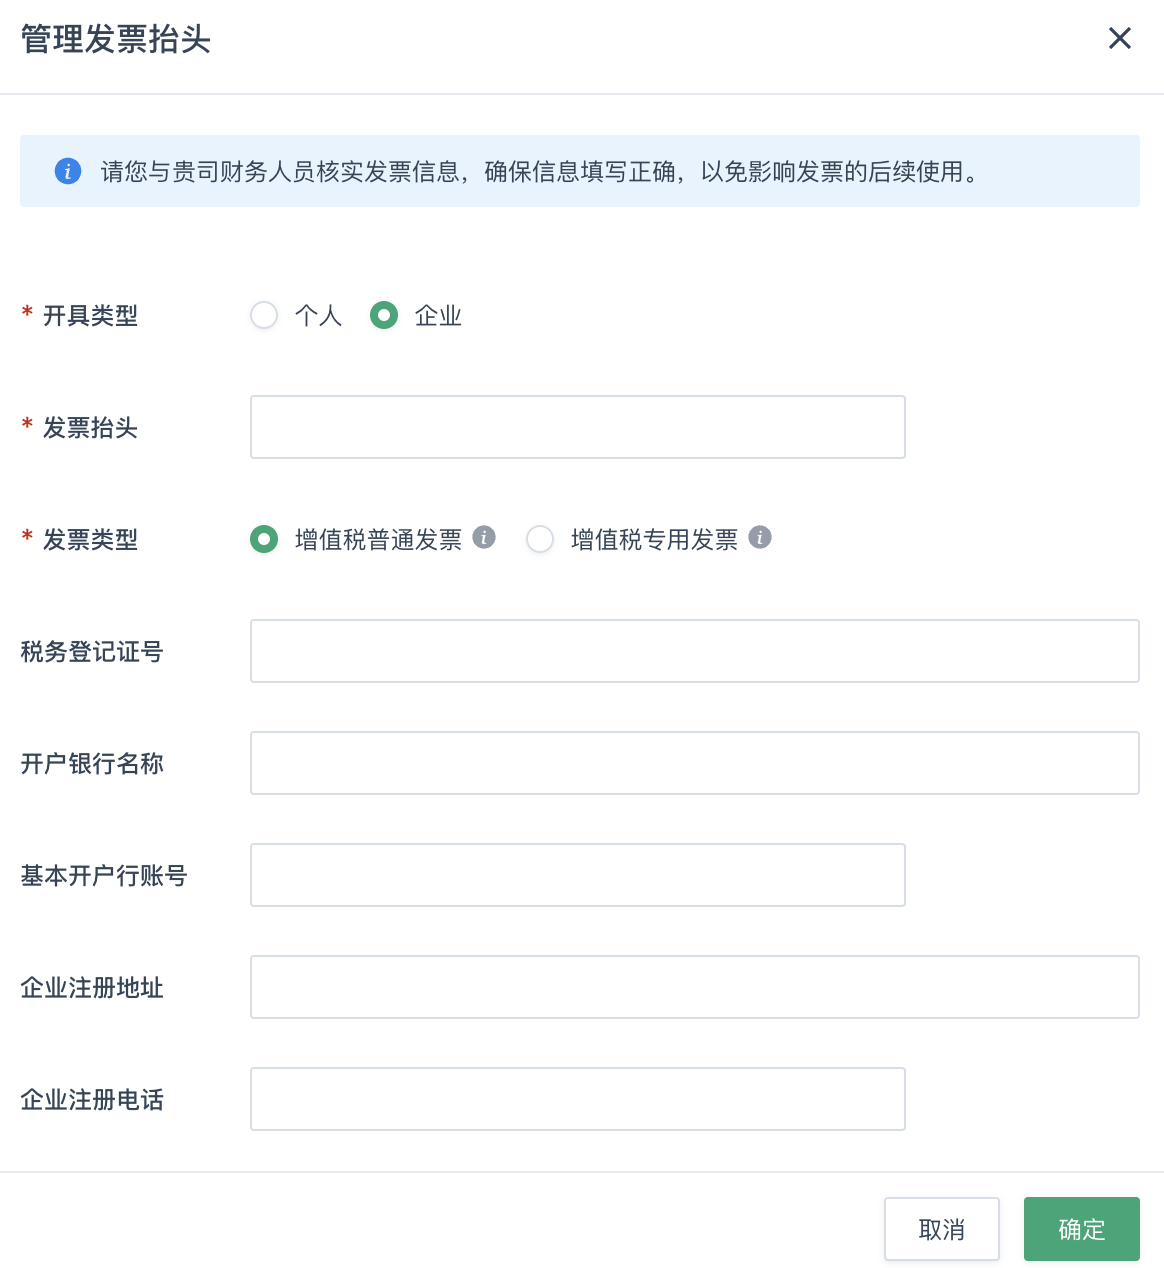 管理发票抬头
请您与贵司财务人员核实发票信息，确保信息填写正确，以免影响发票的后续使用。
* 开具类型 个人 企业
* 发票抬头
* 发票类型 增值税普通发票 i 增值税专用发票 i
税务登记证号
开户银行名称
基本开户行账号
企业注册地址
企业注册电话
取消 确定